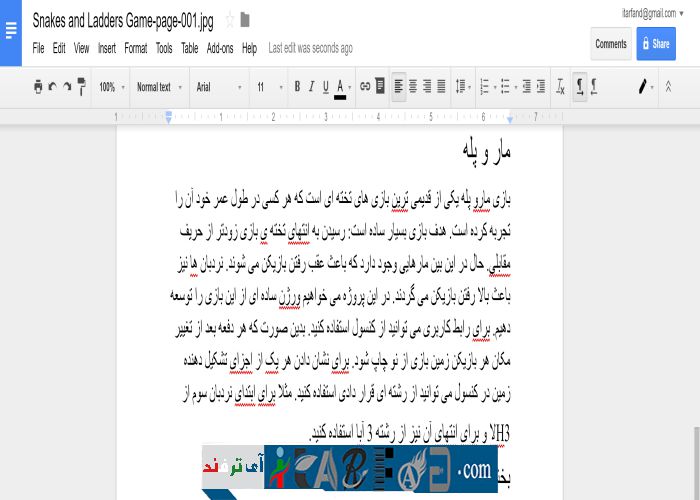 Snakes and Ladders Game-page-001.jpg
itarfand@gmail.com
File Edit View Insert Format Tools Table Add-ons Help Last edit was seconds ago
Comments Share
100% Normal text Arial 11 B I U A
1 1 2 3 4 5 6 7
مار و پله
بازی مارو پله یکی از قدیمی ترین بازی های تخته ای است که هر کسی در طول عمر خود آن را
تجربه کرده است. هدف بازی بسیار ساده است: رسیدن به انتهای تخته ی بازی زودتر از حریف
مقابلی. حال در این بین مارهایی وجود دارد که باعث عقب رفتن بازیکن می شوند. نردبان ها نیز
باعث بالا رفتن بازیکن می گردند. در این پروژه می خواهیم ورژن ساده ای از این بازی را توسعه
دهیم. برای رابط کاربری می توانید از کنسول استفاده کنید. بدین صورت که هر دفعه بعد از تغییر
مکان هر بازیکن زمین بازی از نو چاپ شود. برای نشان دادن هر یک از اجزای تشکیل دهنده
زمین در کنسول می توانید از رشته ای قرار دادی استفاده کنید. مثلا برای ابتدای نردبان سوم از
H3لا و برای انتهای آن نیز از رشته 3 آبا استفاده کنید.
آی ترفند CAFE .com